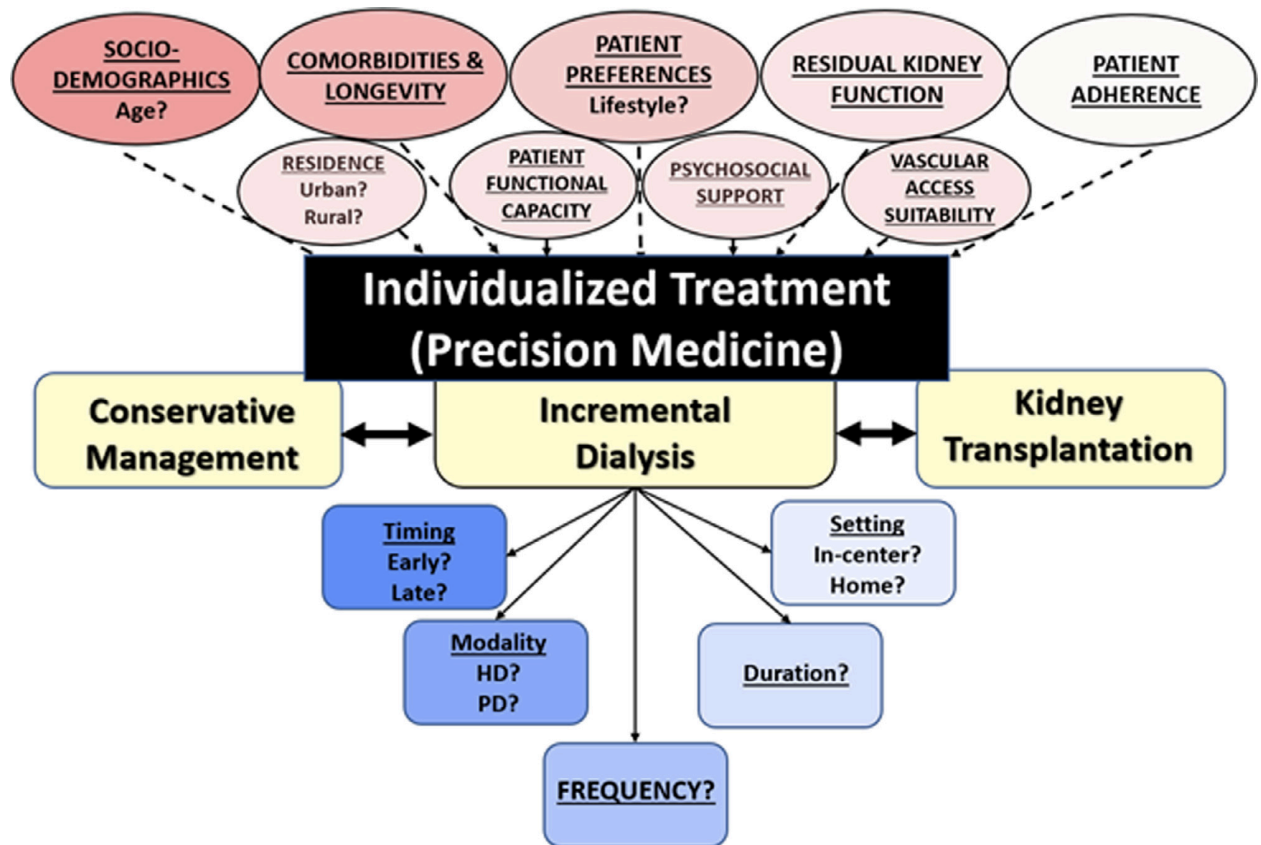 SOCIO-
DEMOGRAPHICS
Age?
COMORBIDITIES &
LONGEVITY
PATIENT
PREFERENCES
Lifestyle?
RESIDUAL KIDNEY
FUNCTION
PATIENT
ADHERENCE
RESIDENCE
Urban?
Rural?
PATIENT
FUNCTIONAL
CAPACITY
PSYCHOSOCIAL
SUPPORT
VASCULAR
ACCESS
SUITABILITY
Individualized Treatment
(Precision Medicine)
Conservative
Management
Incremental
Dialysis
Kidney
Transplantation
Timing
Early?
Late?
Setting
In-center?
Home?
Modality
HD?
PD?
Duration?
FREQUENCY?